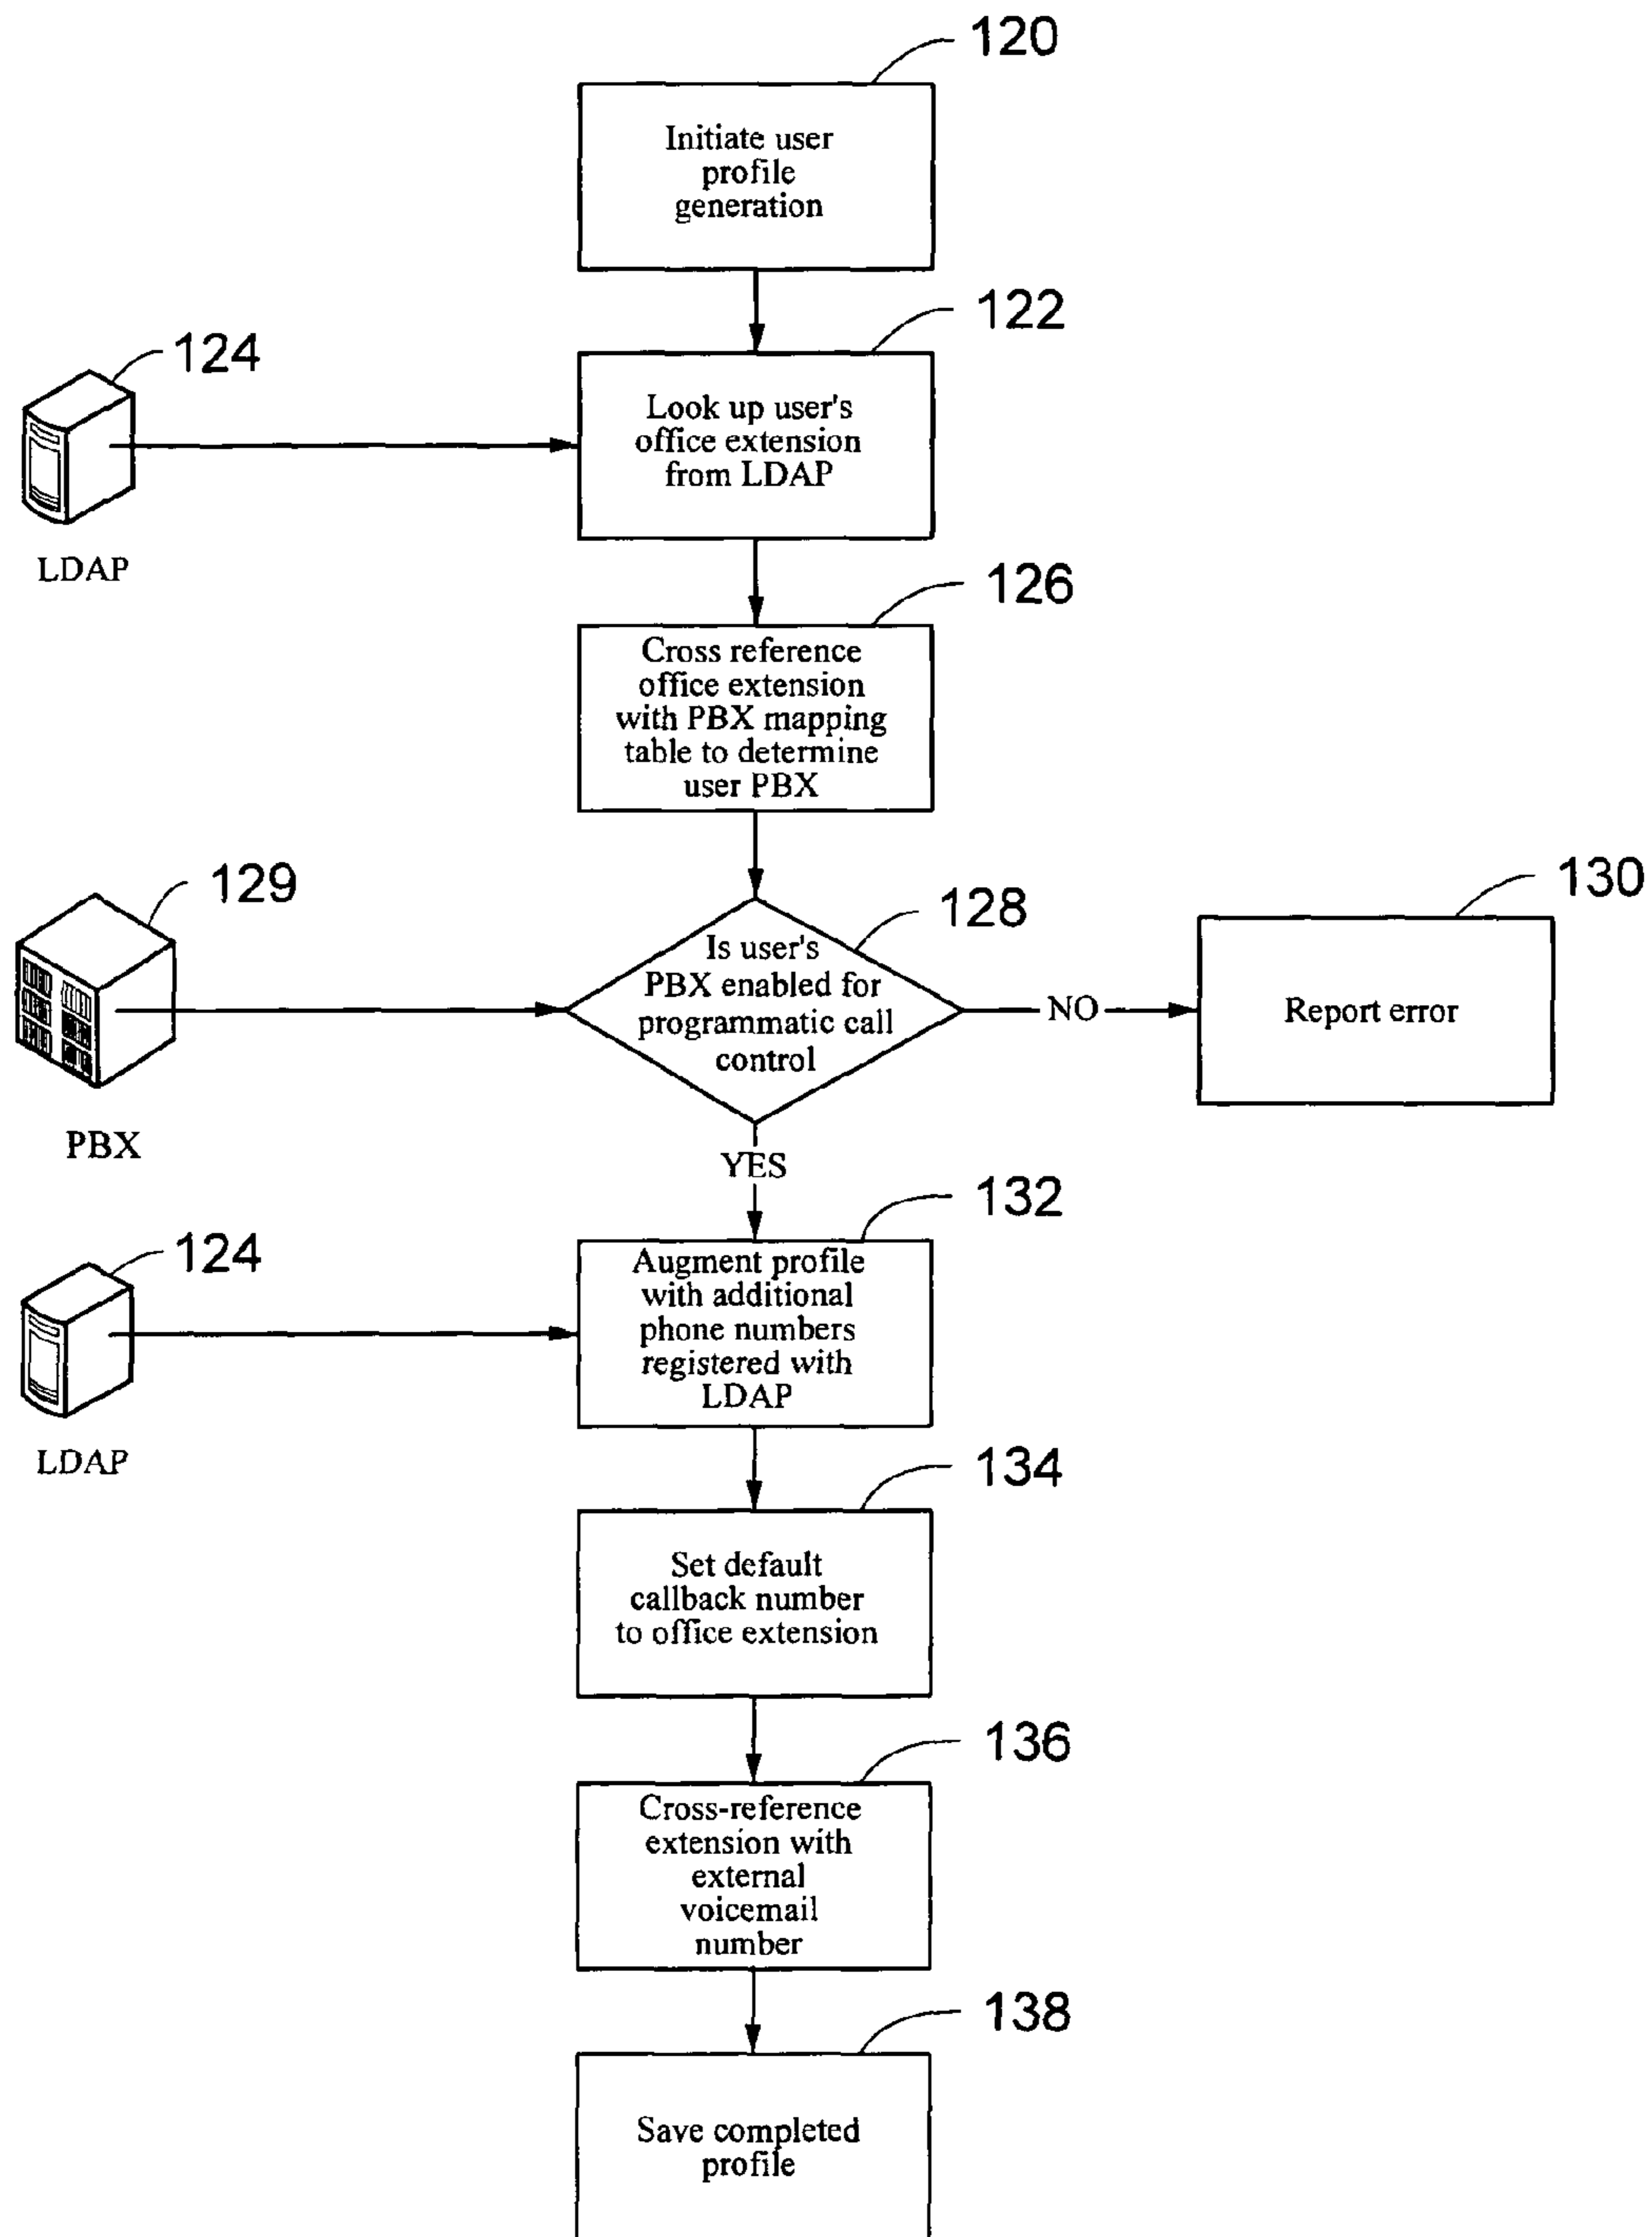 120
Initiate user
profile
generation
122
124
Look up user's
office extension
from LDAP
LDAP
126
Cross reference
office extension
with PBX mapping
table to determine
user PBX
129
128
130
Is user's
PBX enabled for
programmatic call
control
NO
Report error
PBX
YES
132
124
Augment profile
with additional
phone numbers
registered with
LDAP
LDAP
134
Set default
callback number
to office extension
136
Cross-reference
extension with
external
voicemail
number
138
Save completed
profile